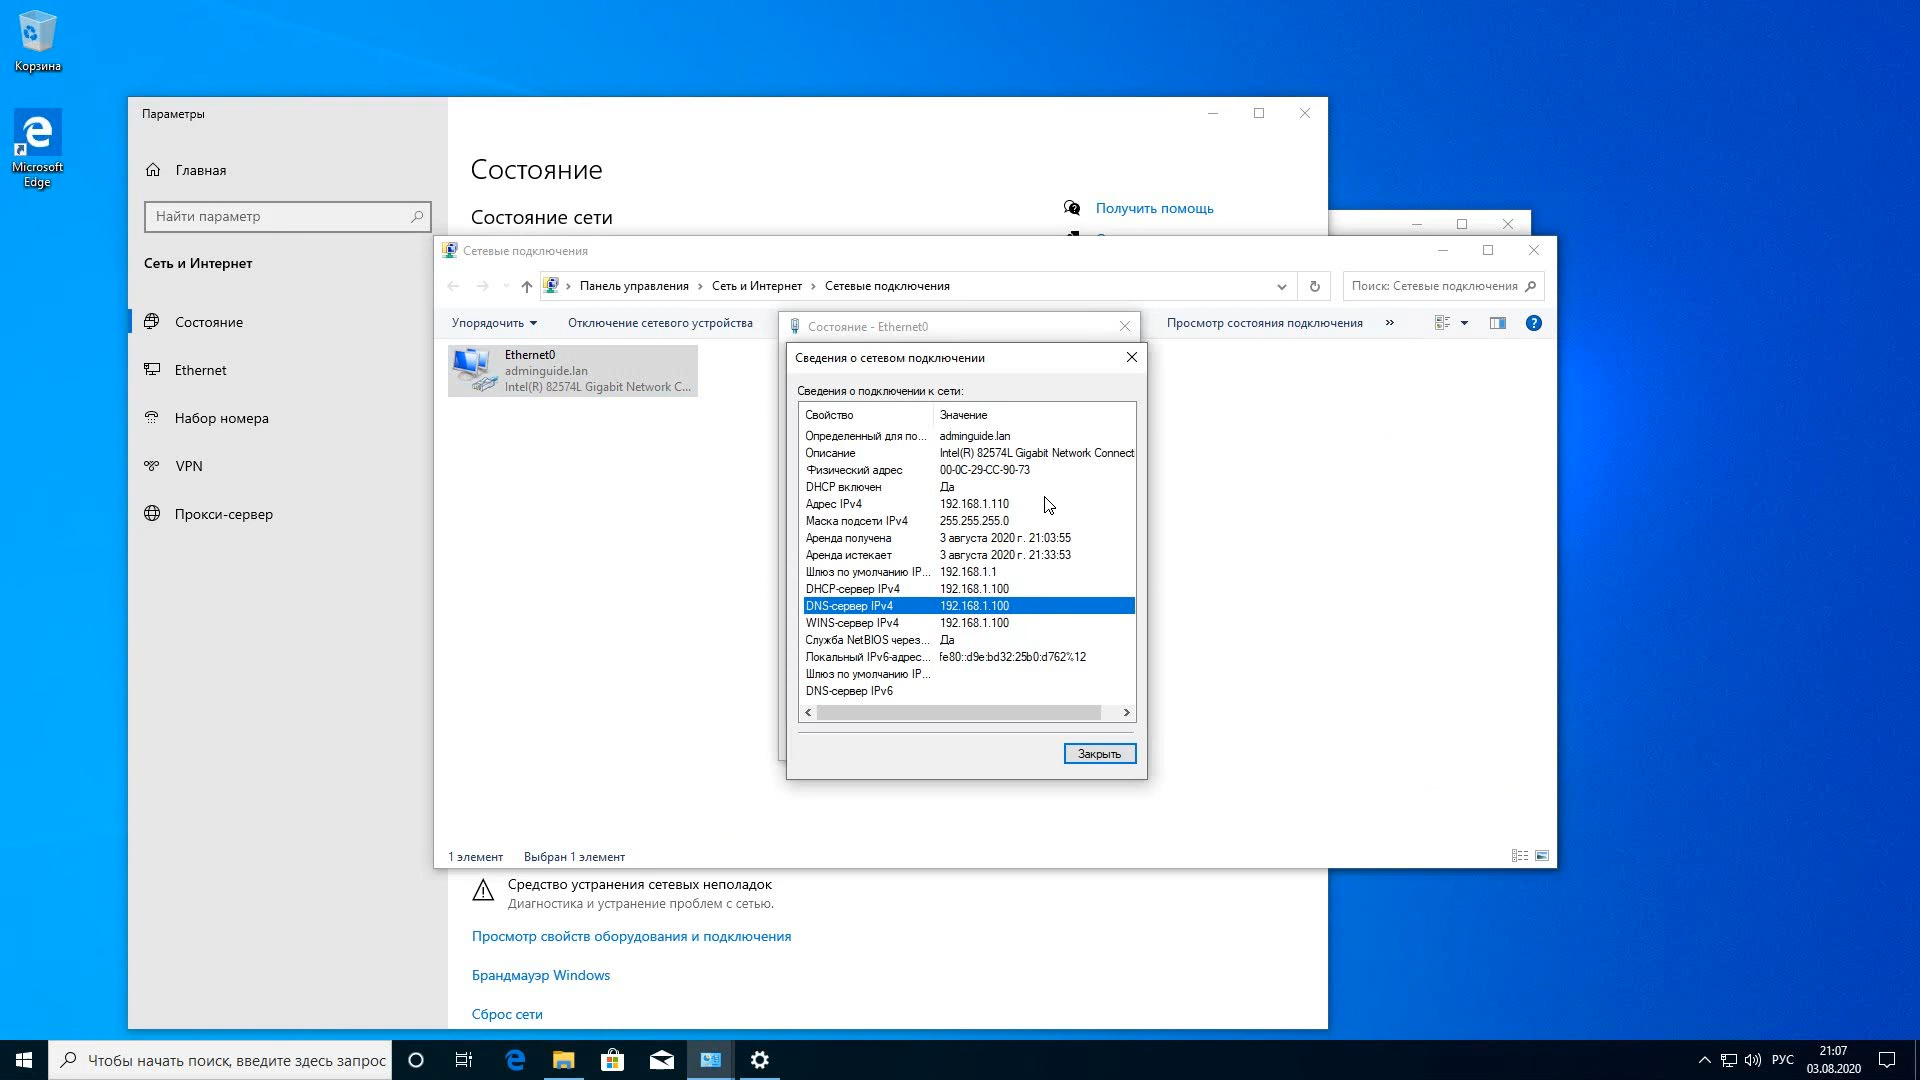 Корзина
Microsoft
Edge
Параметры
Главная
Найти параметр
Сеть и Интернет
Состояние
Ethernet
Набор номера
VPN
Прокси-сервер
Состояние
Состояние сети
Получить помощь
Сетевые подключения
Панель управления
Сеть и Интернет
Сетевые подключения
Поиск: Сетевые подключения
Упорядочить
Отключение сетевого устройства
Просмотр состояния подключения
»
Ethernet0
adminguide.lan
Intel(R) 82574L Gigabit Network C...
Состояние - Ethernet0
Сведения о сетевом подключении
Сведения о подключении к сети:
Свойство Значение
Определенный для по... adminguide.lan
Описание Intel(R) 82574L Gigabit Network Connect
Физический адрес 00-0C-29-CC-90-73
DHCP включен Да
Адрес IPv4 192.168.1.110
Маска подсети IPv4 255.255.255.0
Аренда получена 3 августа 2020 г. 21:03:55
Аренда истекает 3 августа 2020 г. 21:33:53
Шлюз по умолчанию IP... 192.168.1.1
DHCP-сервер IPv4 192.168.1.100
DNS-сервер IPv4 192.168.1.100
WINS-сервер IPv4 192.168.1.100
Служба NetBIOS через... Да
Локальный IPv6-адрес... fe80::d9e:bd32:25b0:d762%12
Шлюз по умолчанию IP...
DNS-сервер IPv6
Закрыть
1 элемент
Выбран 1 элемент
Средство устранения сетевых неполадок
Диагностика и устранение проблем с сетью.
Просмотр свойств оборудования и подключения
Брандмауэр Windows
Сброс сети
Чтобы начать поиск, введите здесь запрос
РУС
21:07
03.08.2020